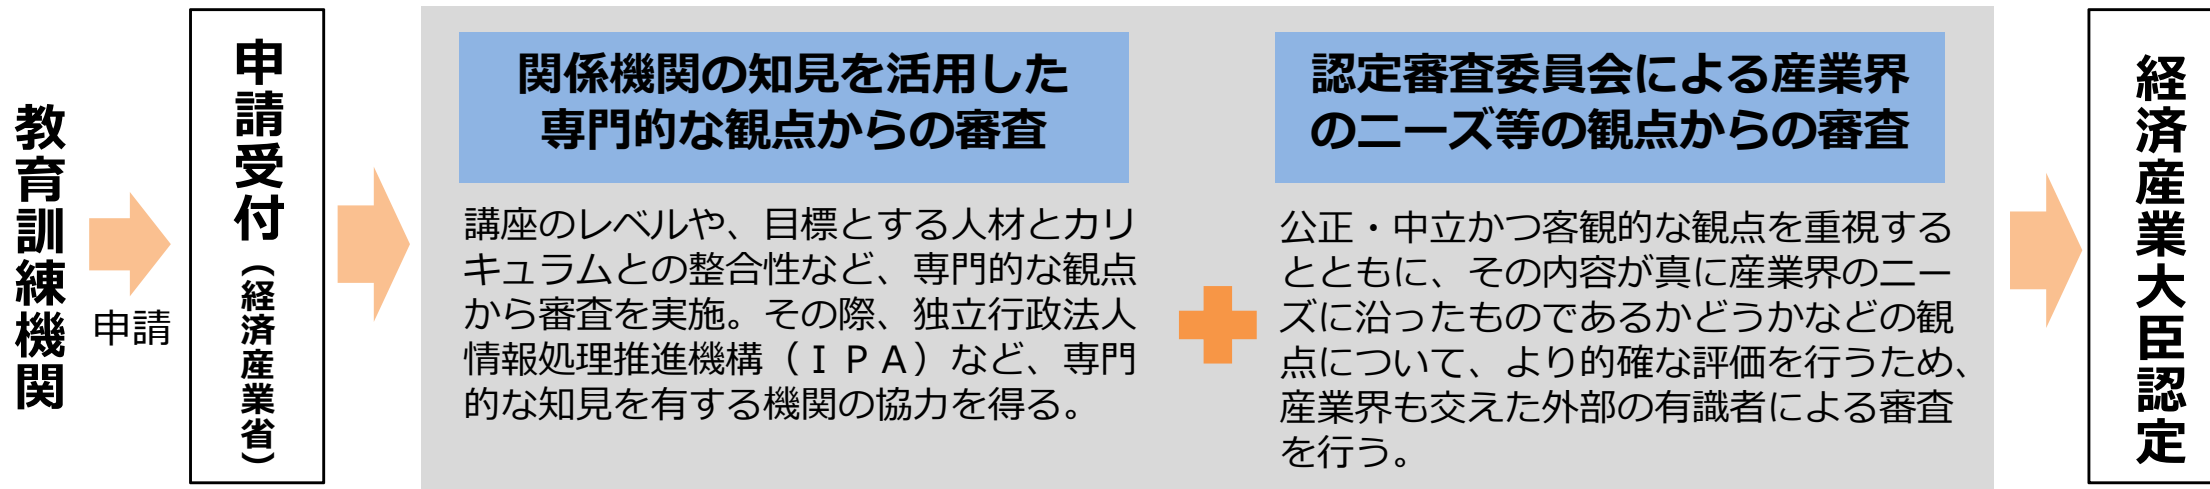 教育訓練機関
申請
申請受付（経済産業省）
関係機関の知見を活用した
専門的な観点からの審査
講座のレベルや、目標とする人材とカリ
キュラムとの整合性など、専門的な観点
から審査を実施。その際、独立行政法人
情報処理推進機構（ＩＰＡ）など、専門
的な知見を有する機関の協力を得る。
認定審査委員会による産業界
のニーズ等の観点からの審査
公正・中立かつ客観的な観点を重視する
とともに、その内容が真に産業界のニー
ズに沿ったものであるかどうかなどの観
点について、より的確な評価を行うため、
産業界も交えた外部の有識者による審査
を行う。
経済産業大臣認定